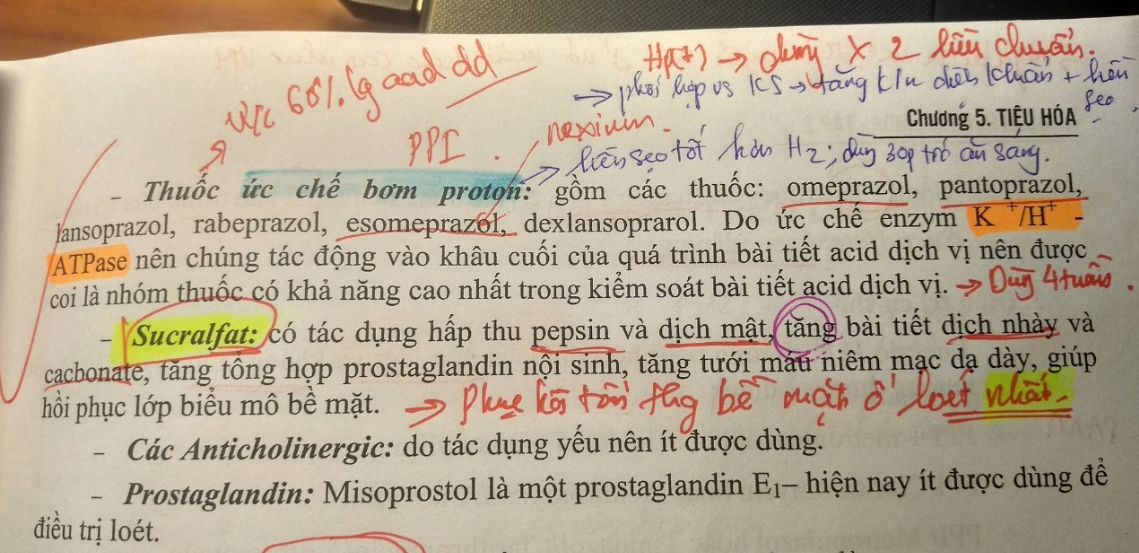 H(+) → dùng x 2 liều chuẩn.
ƯC 60% lg acid dd
→ phối hợp vs KS → tăng k/n diệt khuẩn + liền sẹo.
Chương 5. TIÊU HÓA
PPI. nexium.
→ liền sẹo tốt hơn H2; dùng 30p trc ăn sáng.
- Thuốc ức chế bơm proton: gồm các thuốc: omeprazol, pantoprazol,
lansoprazol, rabeprazol, esomeprazol, dexlansoprarol. Do ức chế enzym K⁺/H⁺ -
ATPase nên chúng tác động vào khâu cuối của quá trình bài tiết acid dịch vị nên được
coi là nhóm thuốc có khả năng cao nhất trong kiểm soát bài tiết acid dịch vị. → Dùng 4 tuần.
- Sucralfat: có tác dụng hấp thu pepsin và dịch mật, tăng bài tiết dịch nhày và
cacbonate, tăng tổng hợp prostaglandin nội sinh, tăng tưới máu niêm mạc dạ dày, giúp
hồi phục lớp biểu mô bề mặt. → Phục hồi tổn thg bề mặt ổ loét nhất.
- Các Anticholinergic: do tác dụng yếu nên ít được dùng.
- Prostaglandin: Misoprostol là một prostaglandin E₁– hiện nay ít được dùng để
điều trị loét.